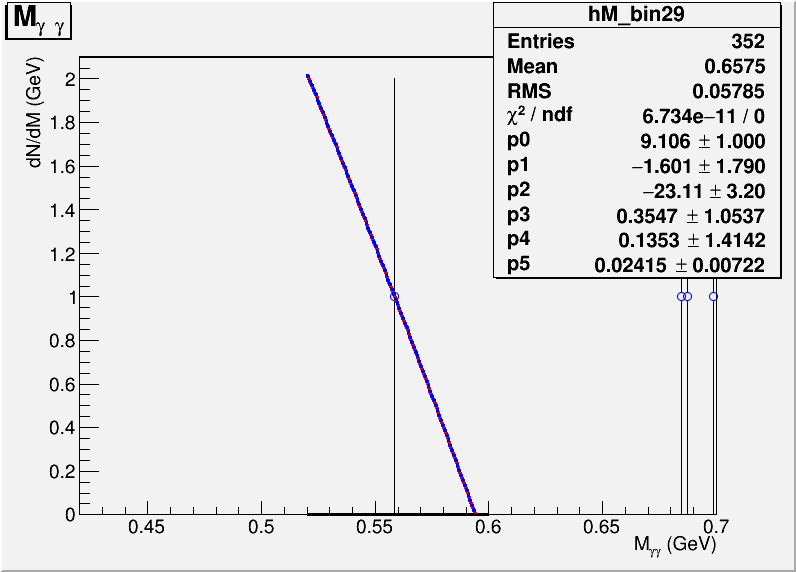 M γ γ
hM_bin29
Entries 352
Mean 0.6575
RMS 0.05785
χ² / ndf 6.734e−11 / 0
p0 9.106 ± 1.000
p1 −1.601 ± 1.790
p2 −23.11 ± 3.20
p3 0.3547 ± 1.0537
p4 0.1353 ± 1.4142
p5 0.02415 ± 0.00722
dN/dM (GeV)
2
1.8
1.6
1.4
1.2
1
0.8
0.6
0.4
0.2
0
0.45 0.5 0.55 0.6 0.65 0.7
Mγγ (GeV)